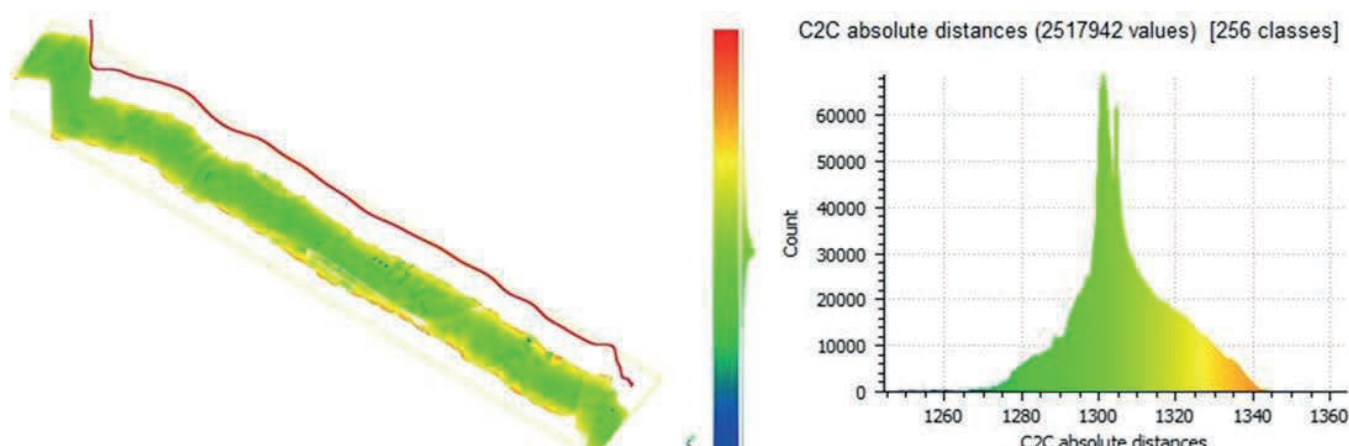 C2C absolute distances (2517942 values) [256 classes]
60000
50000
40000
30000
20000
10000
0
Count
1260 1280 1300 1320 1340 1360
C2C absolute distances